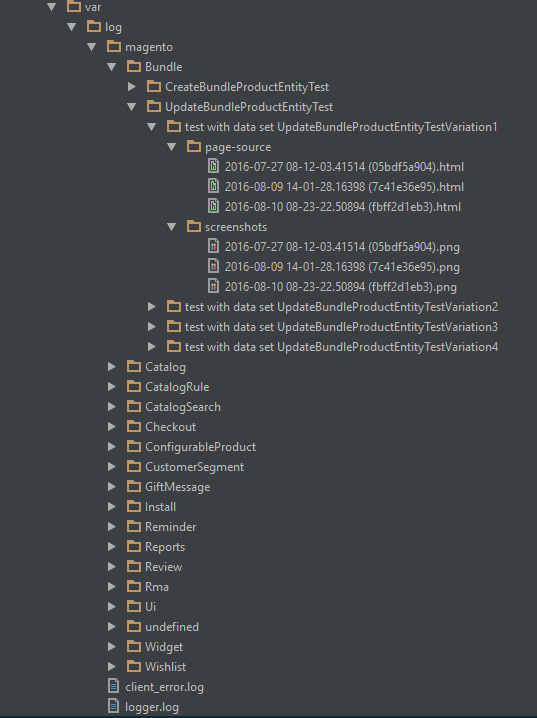 var
log
magento
Bundle
CreateBundleProductEntityTest
UpdateBundleProductEntityTest
test with data set UpdateBundleProductEntityTestVariation1
page-source
2016-07-27 08-12-03.41514 (05bdf5a904).html
2016-08-09 14-01-28.16398 (7c41e36e95).html
2016-08-10 08-23-22.50894 (fbff2d1eb3).html
screenshots
2016-07-27 08-12-03.41514 (05bdf5a904).png
2016-08-09 14-01-28.16398 (7c41e36e95).png
2016-08-10 08-23-22.50894 (fbff2d1eb3).png
test with data set UpdateBundleProductEntityTestVariation2
test with data set UpdateBundleProductEntityTestVariation3
test with data set UpdateBundleProductEntityTestVariation4
Catalog
CatalogRule
CatalogSearch
Checkout
ConfigurableProduct
CustomerSegment
GiftMessage
Install
Reminder
Reports
Review
Rma
Ui
undefined
Widget
Wishlist
client_error.log
logger.log